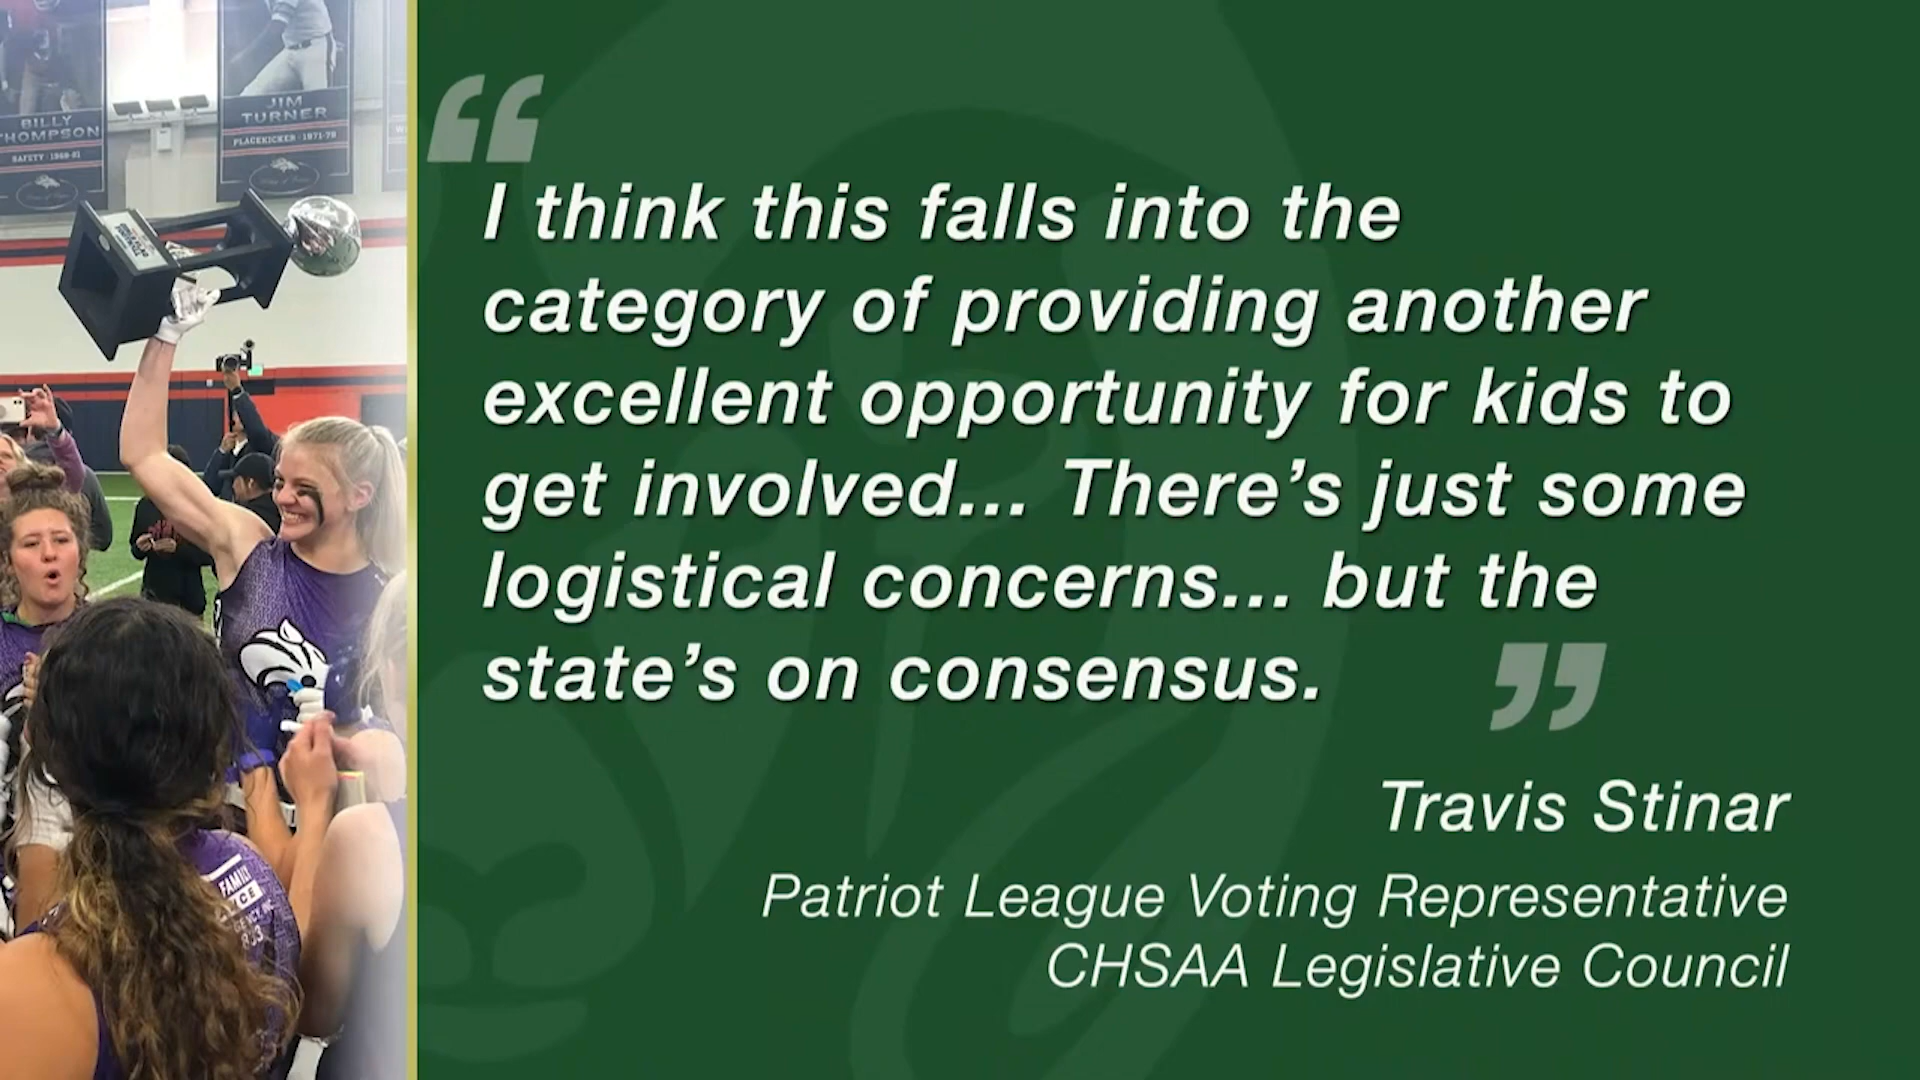 BILLY
THOMPSON
SAFETY · 1969-81
JIM
TURNER
PLACEKICKER · 1971-79
“
I think this falls into the
category of providing another
excellent opportunity for kids to
get involved... There’s just some
logistical concerns... but the
state’s on consensus.
”
Travis Stinar
Patriot League Voting Representative
CHSAA Legislative Council
FAMILY